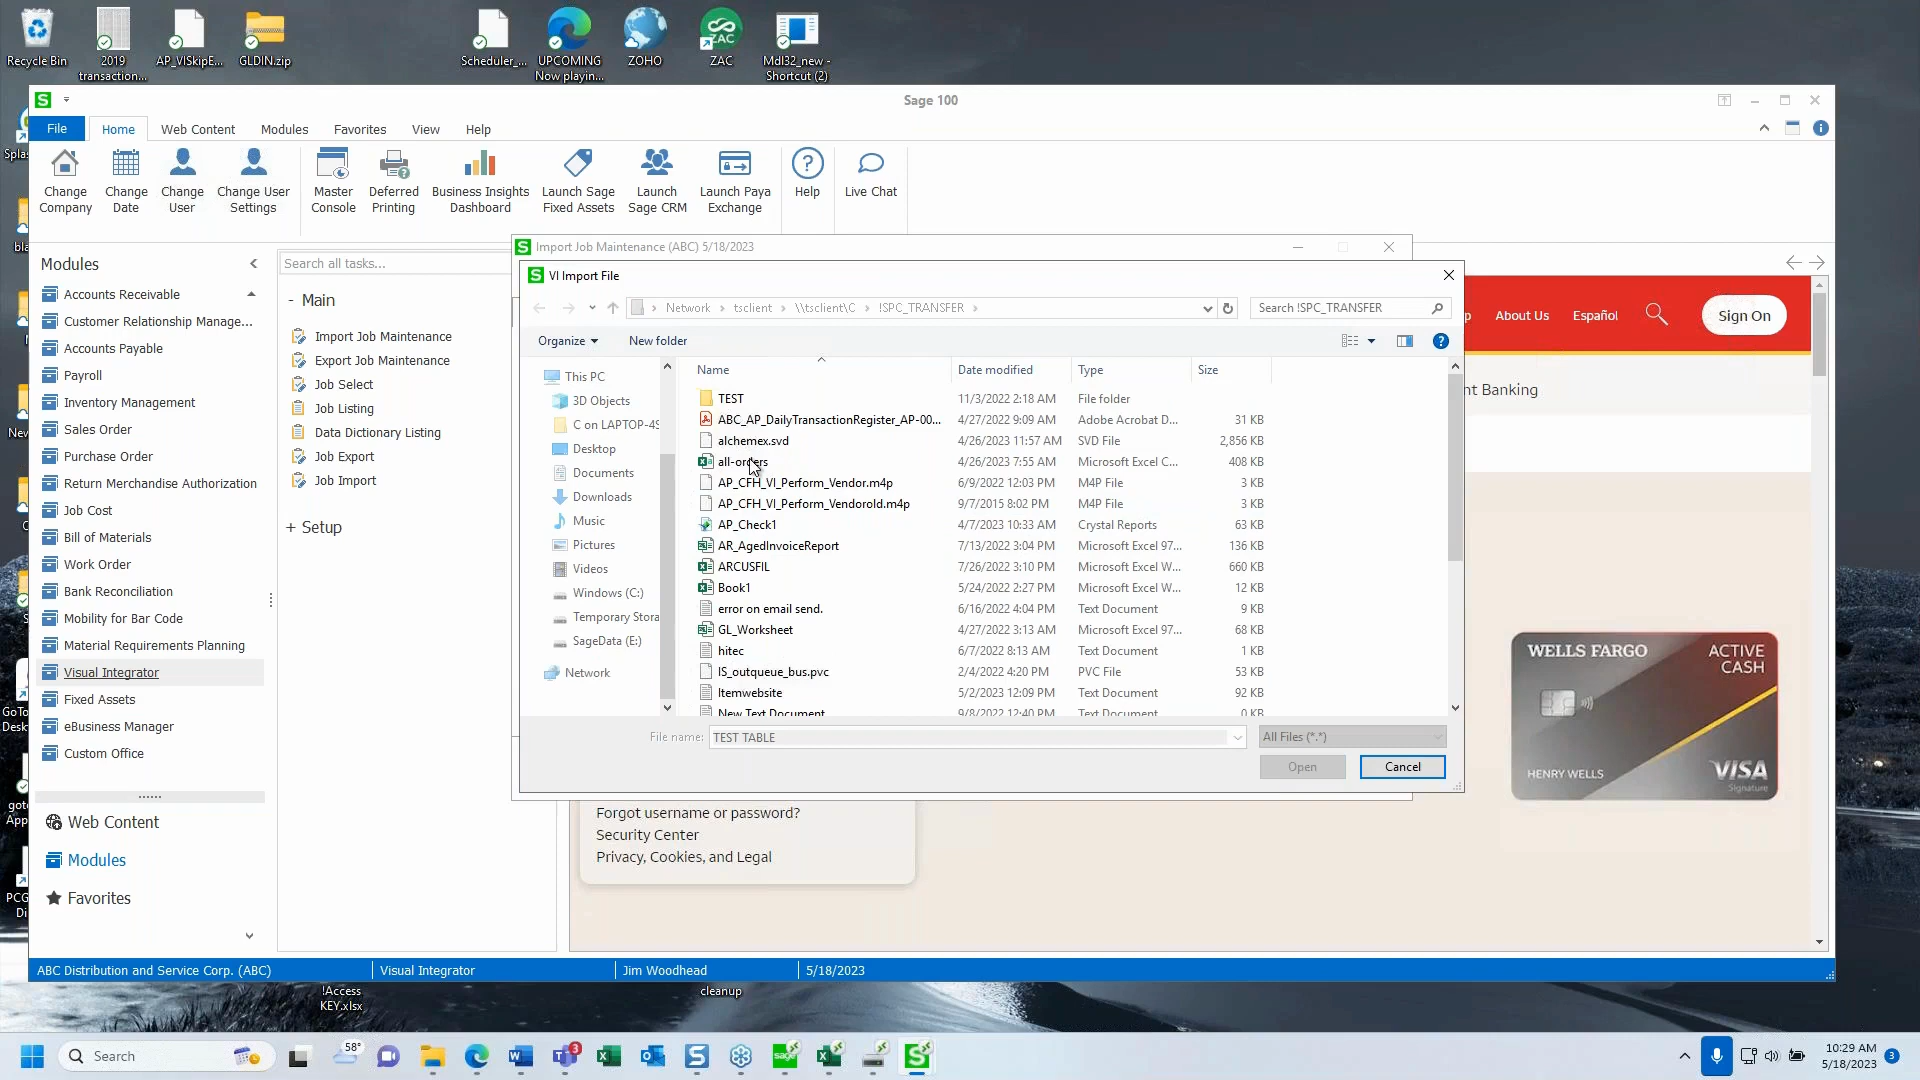 Recycle Bin
2019
transaction...
AP_VISkipE...
GLDIN.zip
Scheduler_...
UPCOMING
Now playin...
ZOHO
ZAC
ZAC
Mdl32_new -
Shortcut (2)
Sage 100
File
Home
Web Content
Modules
Favorites
View
Help
Change
Company
Change
Date
Change
User
Change User
Settings
Master
Console
Deferred
Printing
Business Insights
Dashboard
Launch Sage
Fixed Assets
Launch
Sage CRM
Launch Paya
Exchange
Help
Live Chat
Modules
Accounts Receivable
Customer Relationship Manage...
Accounts Payable
Payroll
Inventory Management
Sales Order
Purchase Order
Return Merchandise Authorization
Job Cost
Bill of Materials
Work Order
Bank Reconciliation
Mobility for Bar Code
Material Requirements Planning
Visual Integrator
Fixed Assets
eBusiness Manager
Custom Office
Web Content
Modules
Favorites
Search all tasks...
- Main
Import Job Maintenance
Export Job Maintenance
Job Select
Job Listing
Data Dictionary Listing
Job Export
Job Import
+ Setup
Import Job Maintenance (ABC) 5/18/2023
VI Import File
Network > tsclient > \\tsclient\C > !SPC_TRANSFER >
Search !SPC_TRANSFER
Organize
New folder
This PC
3D Objects
C on LAPTOP-4S
Desktop
Documents
Downloads
Music
Pictures
Videos
Windows (C:)
Temporary Stora
SageData (E:)
Network
Name Date modified Type Size
TEST 11/3/2022 2:18 AM File folder
ABC_AP_DailyTransactionRegister_AP-00... 4/27/2022 9:09 AM Adobe Acrobat D... 31 KB
alchemex.svd 4/26/2023 11:57 AM SVD File 2,856 KB
all-orders 4/26/2023 7:55 AM Microsoft Excel C... 408 KB
AP_CFH_VI_Perform_Vendor.m4p 6/9/2022 12:03 PM M4P File 3 KB
AP_CFH_VI_Perform_Vendorold.m4p 9/7/2015 8:02 PM M4P File 3 KB
AP_Check1 4/7/2023 10:33 AM Crystal Reports 63 KB
AR_AgedInvoiceReport 7/13/2022 3:04 PM Microsoft Excel 97... 136 KB
ARCUSFIL 7/26/2022 3:10 PM Microsoft Excel W... 660 KB
Book1 5/24/2022 2:27 PM Microsoft Excel W... 12 KB
error on email send. 6/16/2022 4:04 PM Text Document 9 KB
GL_Worksheet 4/27/2022 3:13 AM Microsoft Excel 97... 68 KB
hitec 6/7/2022 8:13 AM Text Document 1 KB
IS_outqueue_bus.pvc 2/4/2022 4:20 PM PVC File 53 KB
Itemwebsite 5/2/2023 12:09 PM Text Document 92 KB
New Text Document 9/8/2022 12:40 PM Text Document 0 KB
File name: TEST TABLE
All Files (*.*)
Open
Cancel
About Us
Español
Sign On
nt Banking
WELLS FARGO
ACTIVE
CASH
HENRY WELLS
VISA
Signature
Forgot username or password?
Security Center
Privacy, Cookies, and Legal
ABC Distribution and Service Corp. (ABC)
Visual Integrator
Jim Woodhead
5/18/2023
!Access
KEY.xlsx
cleanup
Search
58°
3
10:29 AM
5/18/2023
3